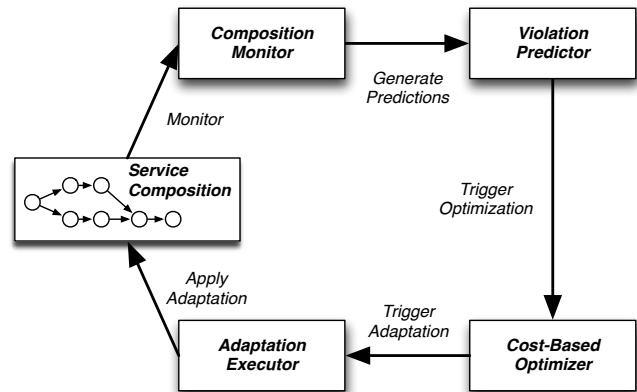 Composition
Monitor
Violation
Predictor
Generate
Predictions
Monitor
Service
Composition
Trigger
Optimization
Apply
Adaptation
Trigger
Adaptation
Adaptation
Executor
Cost-Based
Optimizer